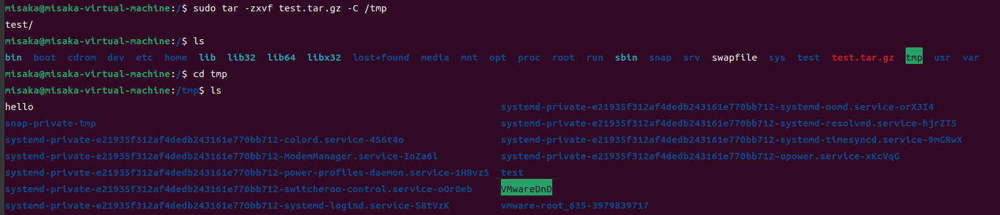 misaka@misaka-virtual-machine:/$ sudo tar -zxvf test.tar.gz -C /tmp
test/
misaka@misaka-virtual-machine:/$ ls
bin  boot  cdrom  dev  etc  home  lib  lib32  lib64  libx32  lost+found  media  mnt  opt  proc  root  run  sbin  snap  srv  swapfile  sys  test  test.tar.gz  tmp  usr  var
misaka@misaka-virtual-machine:/$ cd tmp
misaka@misaka-virtual-machine:/tmp$ ls
hello  systemd-private-e21935f312af4dedb243161e770bb712-systemd-oomd.service-orX3I4
snap-private-tmp  systemd-private-e21935f312af4dedb243161e770bb712-systemd-resolved.service-hjrZT5
systemd-private-e21935f312af4dedb243161e770bb712-colord.service-4S6t4o  systemd-private-e21935f312af4dedb243161e770bb712-systemd-timesyncd.service-9mGRwX
systemd-private-e21935f312af4dedb243161e770bb712-ModemManager.service-InZa6l  systemd-private-e21935f312af4dedb243161e770bb712-upower.service-xKcVqG
systemd-private-e21935f312af4dedb243161e770bb712-power-profiles-daemon.service-1H8vz5  test
systemd-private-e21935f312af4dedb243161e770bb712-switcheroo-control.service-oOr0eb  VMwareDnD
systemd-private-e21935f312af4dedb243161e770bb712-systemd-logind.service-S8tVzK  vmware-root_635-3979839717